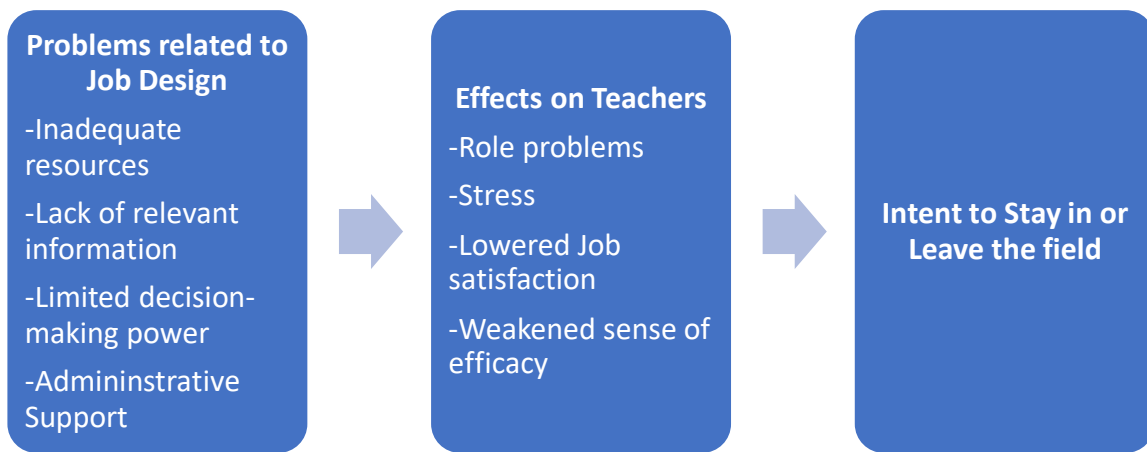 Problems related to
Job Design
-Inadequate
resources
-Lack of relevant
information
-Limited decision-
making power
-Admininstrative
Support
Effects on Teachers
-Role problems
-Stress
-Lowered Job
satisfaction
-Weakened sense of
efficacy
Intent to Stay in or
Leave the field